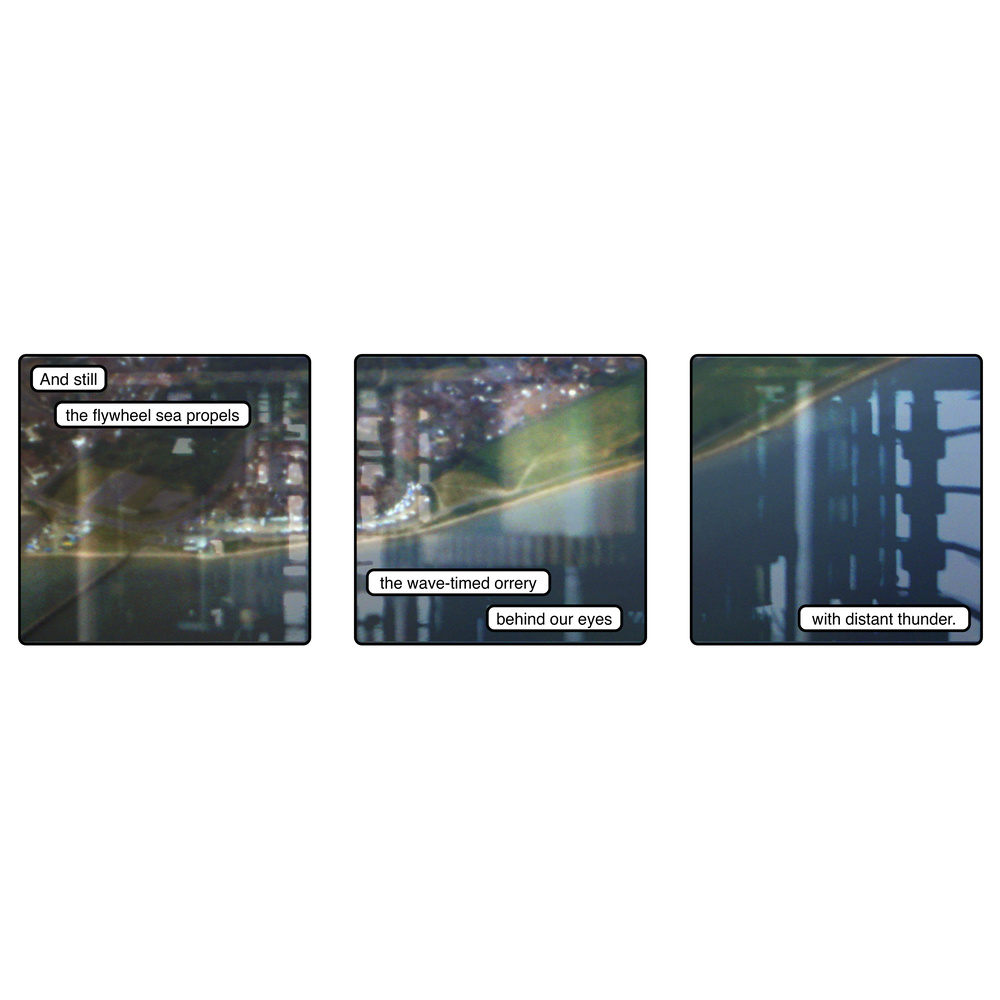 And still
the flywheel sea propels
the wave-timed orrery
behind our eyes
with distant thunder.